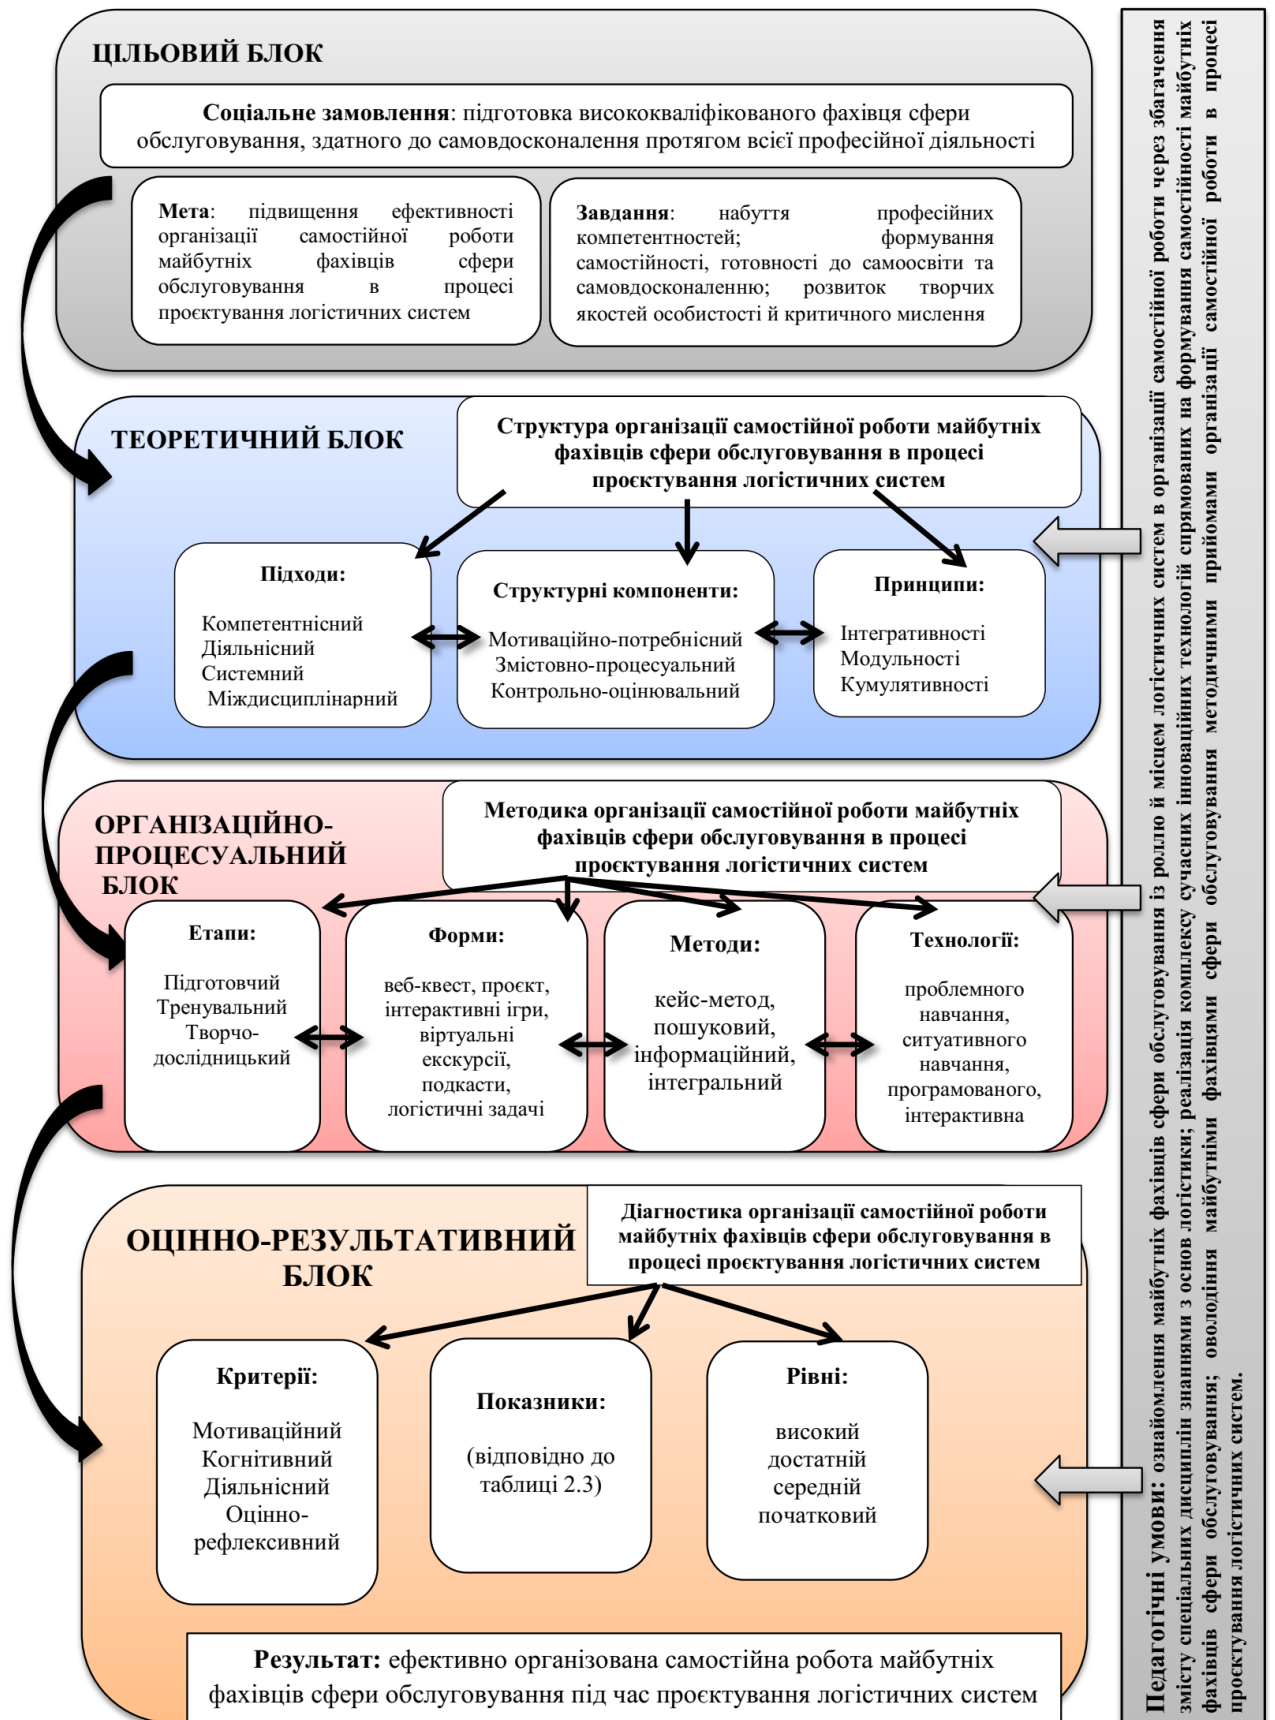 ЦІЛЬОВИЙ БЛОК
Соціальне замовлення: підготовка висококваліфікованого фахівця сфери
обслуговування, здатного до самовдосконалення протягом всієї професійної діяльності
Мета: підвищення ефективності
організації самостійної роботи
майбутніх фахівців сфери
обслуговування в процесі
проєктування логістичних систем
Завдання: набуття професійних
компетентностей; формування
самостійності, готовності до самоосвіти та
самовдосконаленню; розвиток творчих
якостей особистості й критичного мислення
ТЕОРЕТИЧНИЙ БЛОК
Структура організації самостійної роботи майбутніх
фахівців сфери обслуговування в процесі
проєктування логістичних систем
Підходи:
Компетентнісний
Діяльнісний
Системний
Міждисциплінарний
Структурні компоненти:
Мотиваційно-потребнісний
Змістовно-процесуальний
Контрольно-оцінювальний
Принципи:
Інтегративності
Модульності
Кумулятивності
ОРГАНІЗАЦІЙНО-
ПРОЦЕСУАЛЬНИЙ
БЛОК
Методика організації самостійної роботи майбутніх
фахівців сфери обслуговування в процесі
проєктування логістичних систем
Етапи:
Підготовчий
Тренувальний
Творчо-
дослідницький
Форми:
веб-квест, проєкт,
інтерактивні ігри,
віртуальні
екскурсії,
подкасти,
логістичні задачі
Методи:
кейс-метод,
пошуковий,
інформаційний,
інтегральний
Технології:
проблемного
навчання,
ситуативного
навчання,
програмованого,
інтерактивна
ОЦІННО-РЕЗУЛЬТАТИВНИЙ
БЛОК
Діагностика організації самостійної роботи
майбутніх фахівців сфери обслуговування в
процесі проєктування логістичних систем
Критерії:
Мотиваційний
Когнітивний
Діяльнісний
Оцінно-
рефлексивний
Показники:
(відповідно до
таблиці 2.3)
Рівні:
високий
достатній
середній
початковий
Результат: ефективно організована самостійна робота майбутніх
фахівців сфери обслуговування під час проєктування логістичних систем
Педагогічні умови: ознайомлення майбутніх фахівців сфери обслуговування із роллю й місцем логістичних систем в організації самостійної роботи через збагачення
змісту спеціальних дисциплін знаннями з основ логістики; реалізація комплексу сучасних інноваційних технологій спрямованих на формування самостійності майбутніх
фахівців сфери обслуговування; оволодіння майбутніми фахівцями сфери обслуговування методичними прийомами організації самостійної роботи в процесі
проєктування логістичних систем.